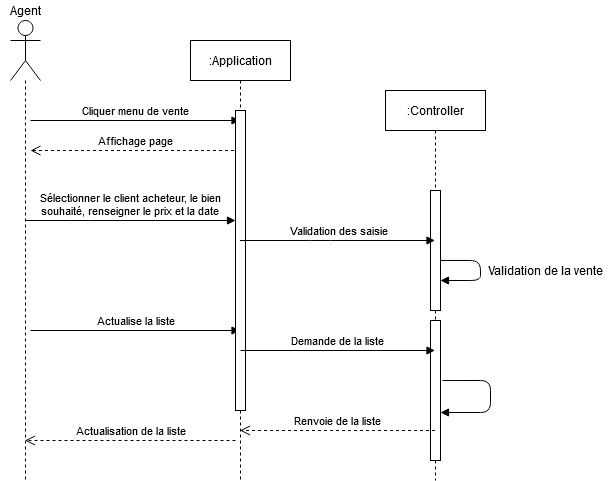 Agent
:Application
:Controller
Cliquer menu de vente
Affichage page
Sélectionner le client acheteur, le bien
souhaité, renseigner le prix et la date
Validation des saisie
Validation de la vente
Actualise la liste
Demande de la liste
Renvoie de la liste
Actualisation de la liste